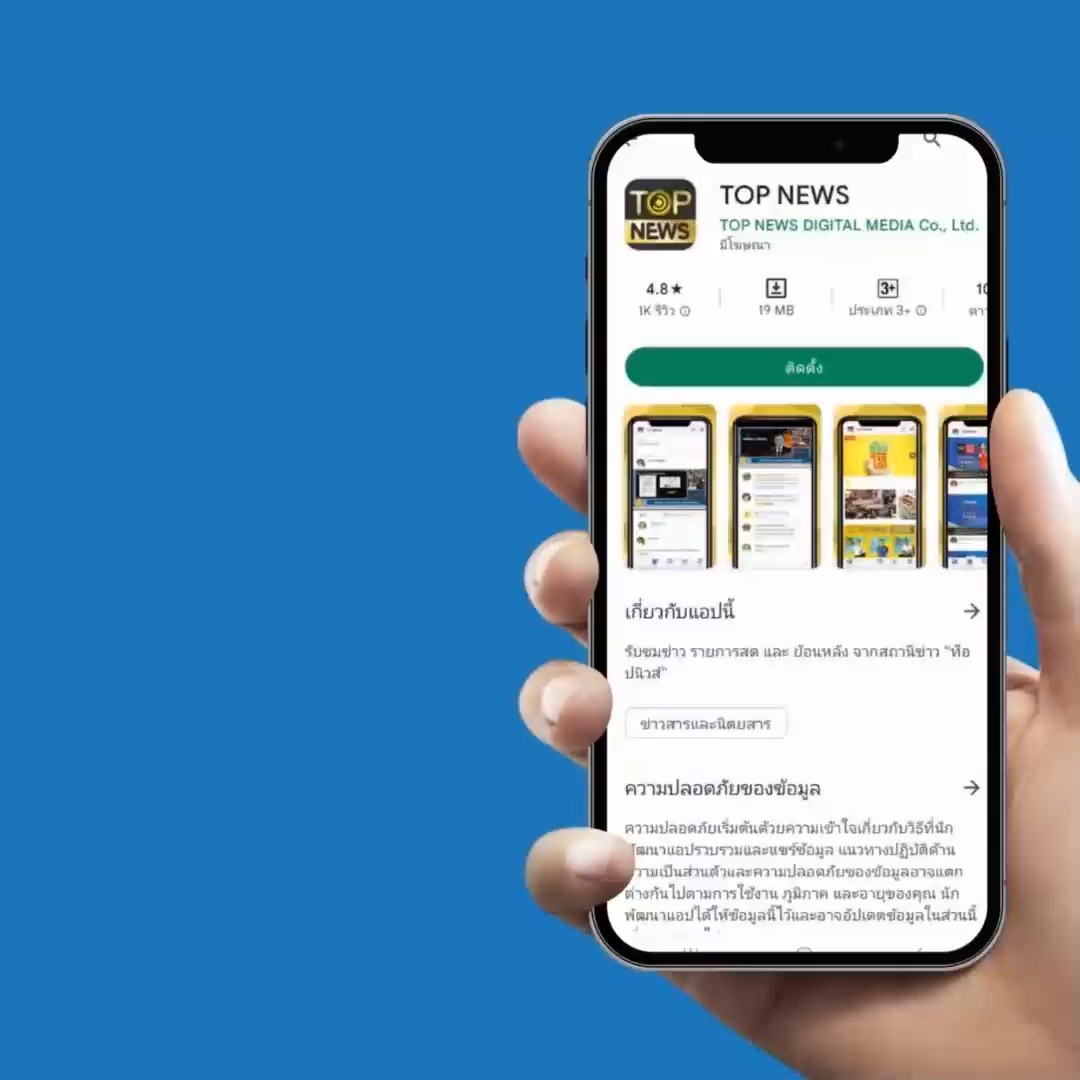 TOP
NEWS
TOP NEWS
TOP NEWS DIGITAL MEDIA Co., Ltd.
มีโฆษณา
4.8★
1K รีวิว
19 MB
3+
ประเภท 3+
10
ติดตั้ง
เกี่ยวกับแอปนี้
รับชมข่าว รายการสด และ ย้อนหลัง จากสถานีข่าว "ท็อ
ปนิวส์"
ข่าวสารและนิตยสาร
ความปลอดภัยของข้อมูล
ความปลอดภัยเริ่มต้นด้วยความเข้าใจเกี่ยวกับวิธีที่นัก
พัฒนาแอปรวบรวมและแชร์ข้อมูล แนวทางปฏิบัติด้าน
ความเป็นส่วนตัวและความปลอดภัยของข้อมูลอาจแตก
ต่างกันไปตามการใช้งาน ภูมิภาค และอายุของคุณ นัก
พัฒนาแอปได้ให้ข้อมูลนี้ไว้และอาจอัปเดตข้อมูลในส่วนนี้